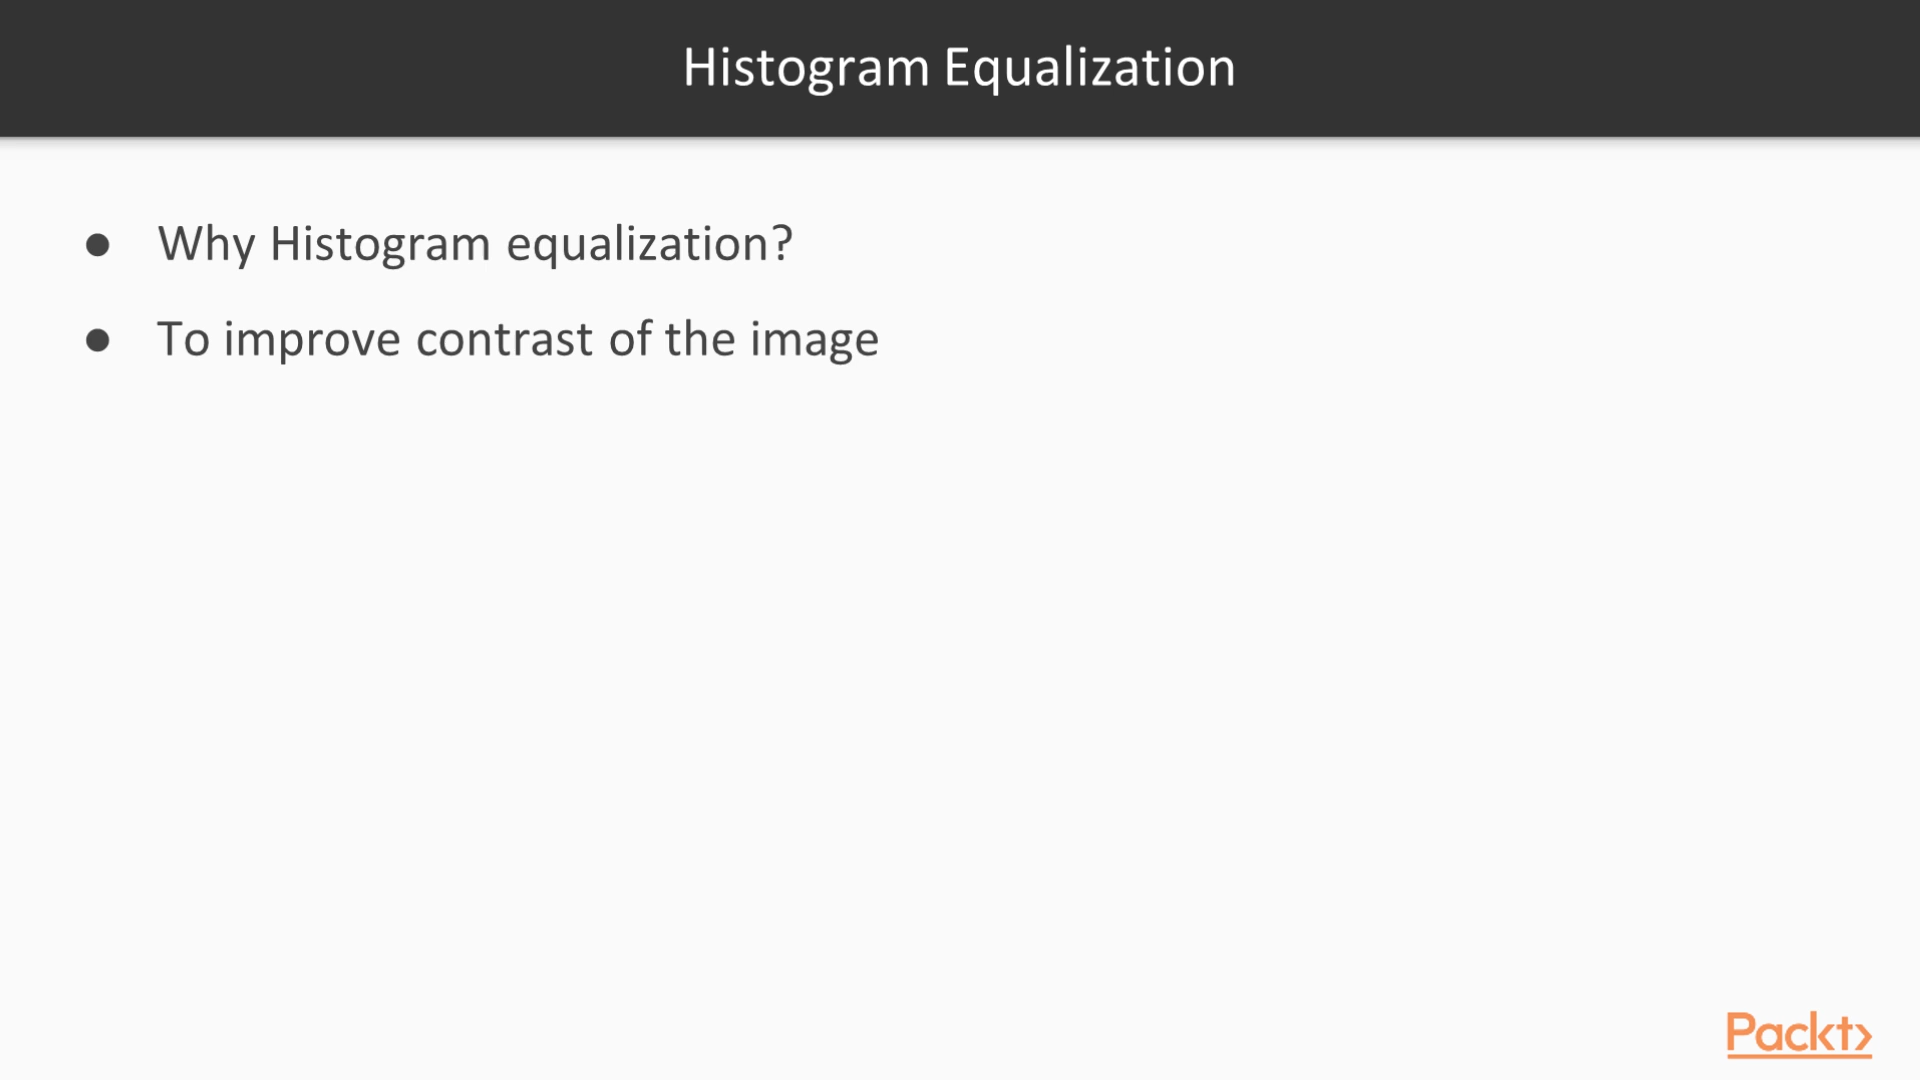 Histogram Equalization
● Why Histogram equalization?
● To improve contrast of the image
Packt>